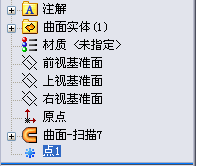 注解
曲面实体(1)
材质 <未指定>
前视基准面
上视基准面
右视基准面
原点
曲面-扫描7
点1